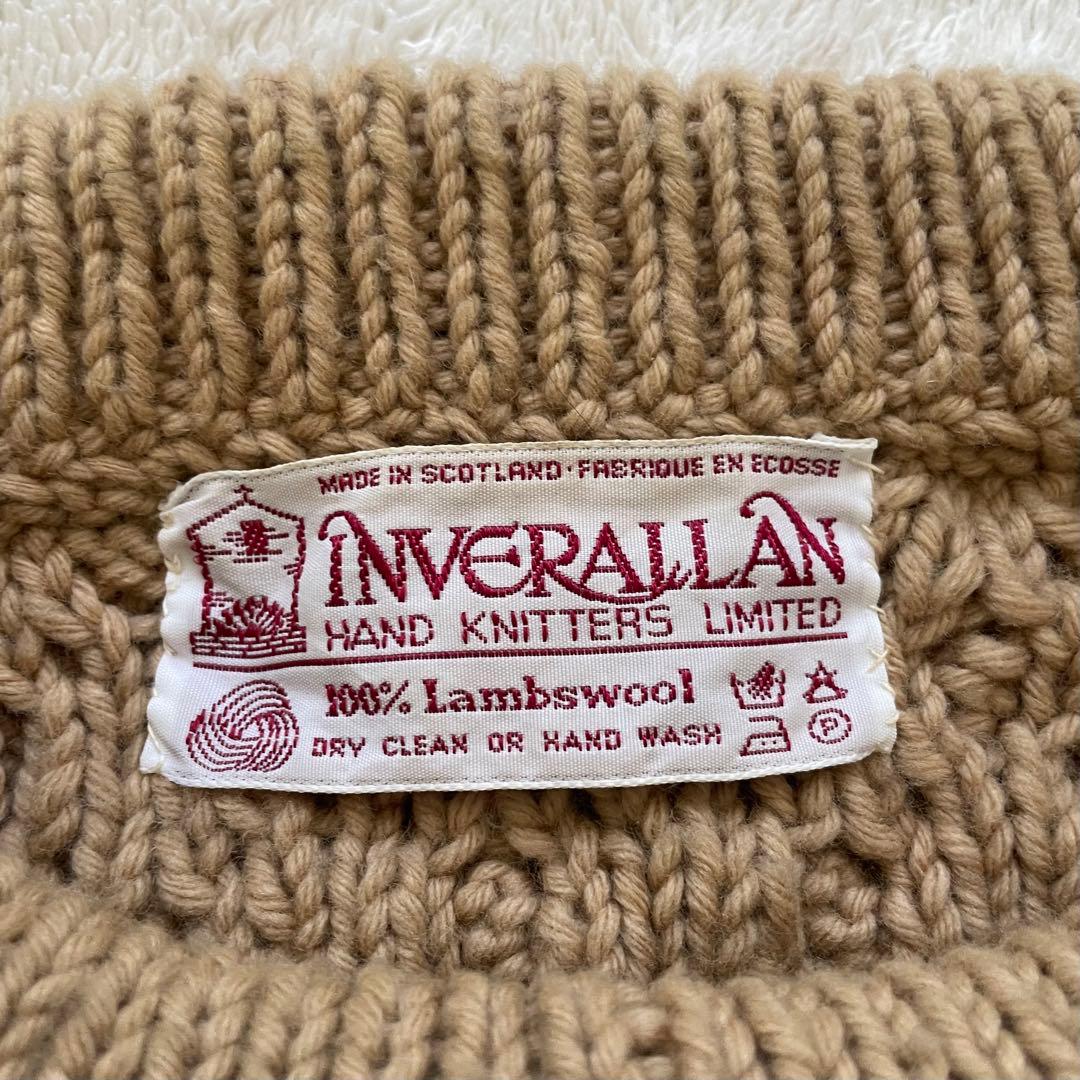 MADE IN SCOTLAND · FABRIQUE EN ECOSSE
INVERALLAN
HAND KNITTERS LIMITED
100% Lambswool
DRY CLEAN OR HAND WASH
A
P